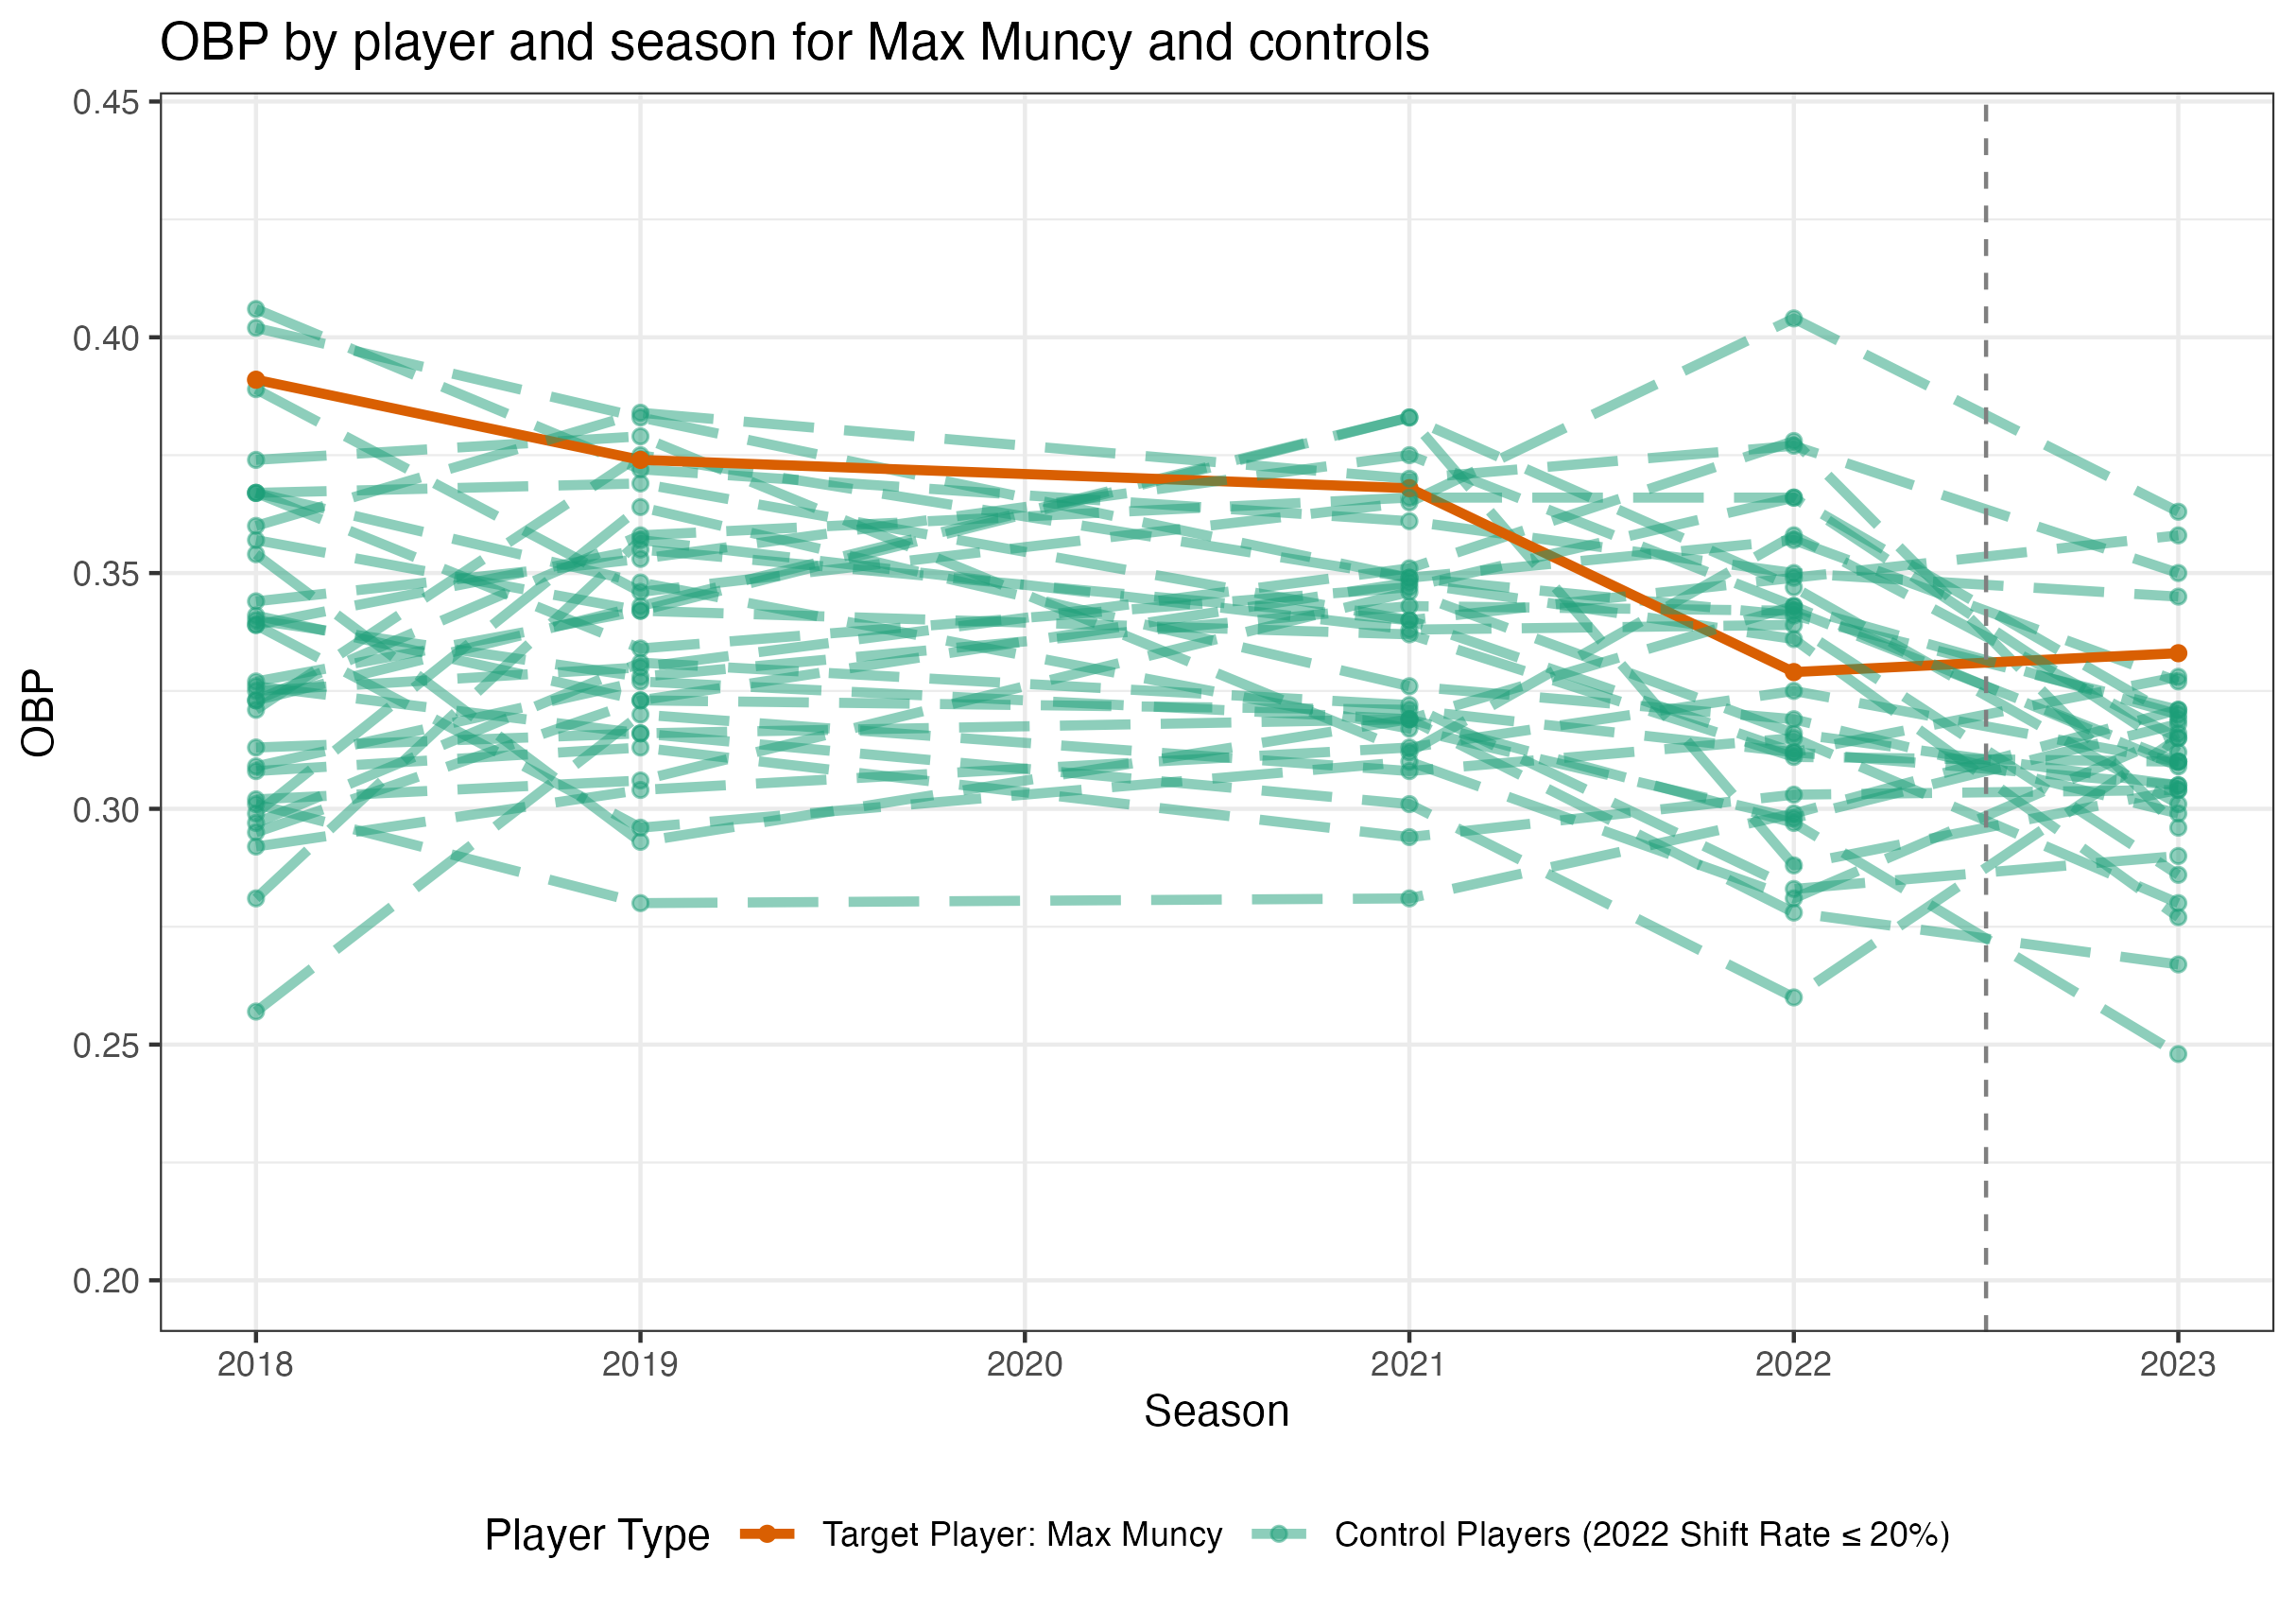 OBP by player and season for Max Muncy and controls
0.45
0.40
0.35
0.30
0.25
0.20
OBP
2018 2019 2020 2021 2022 2023
Season
Player Type Target Player: Max Muncy Control Players (2022 Shift Rate ≤ 20%)